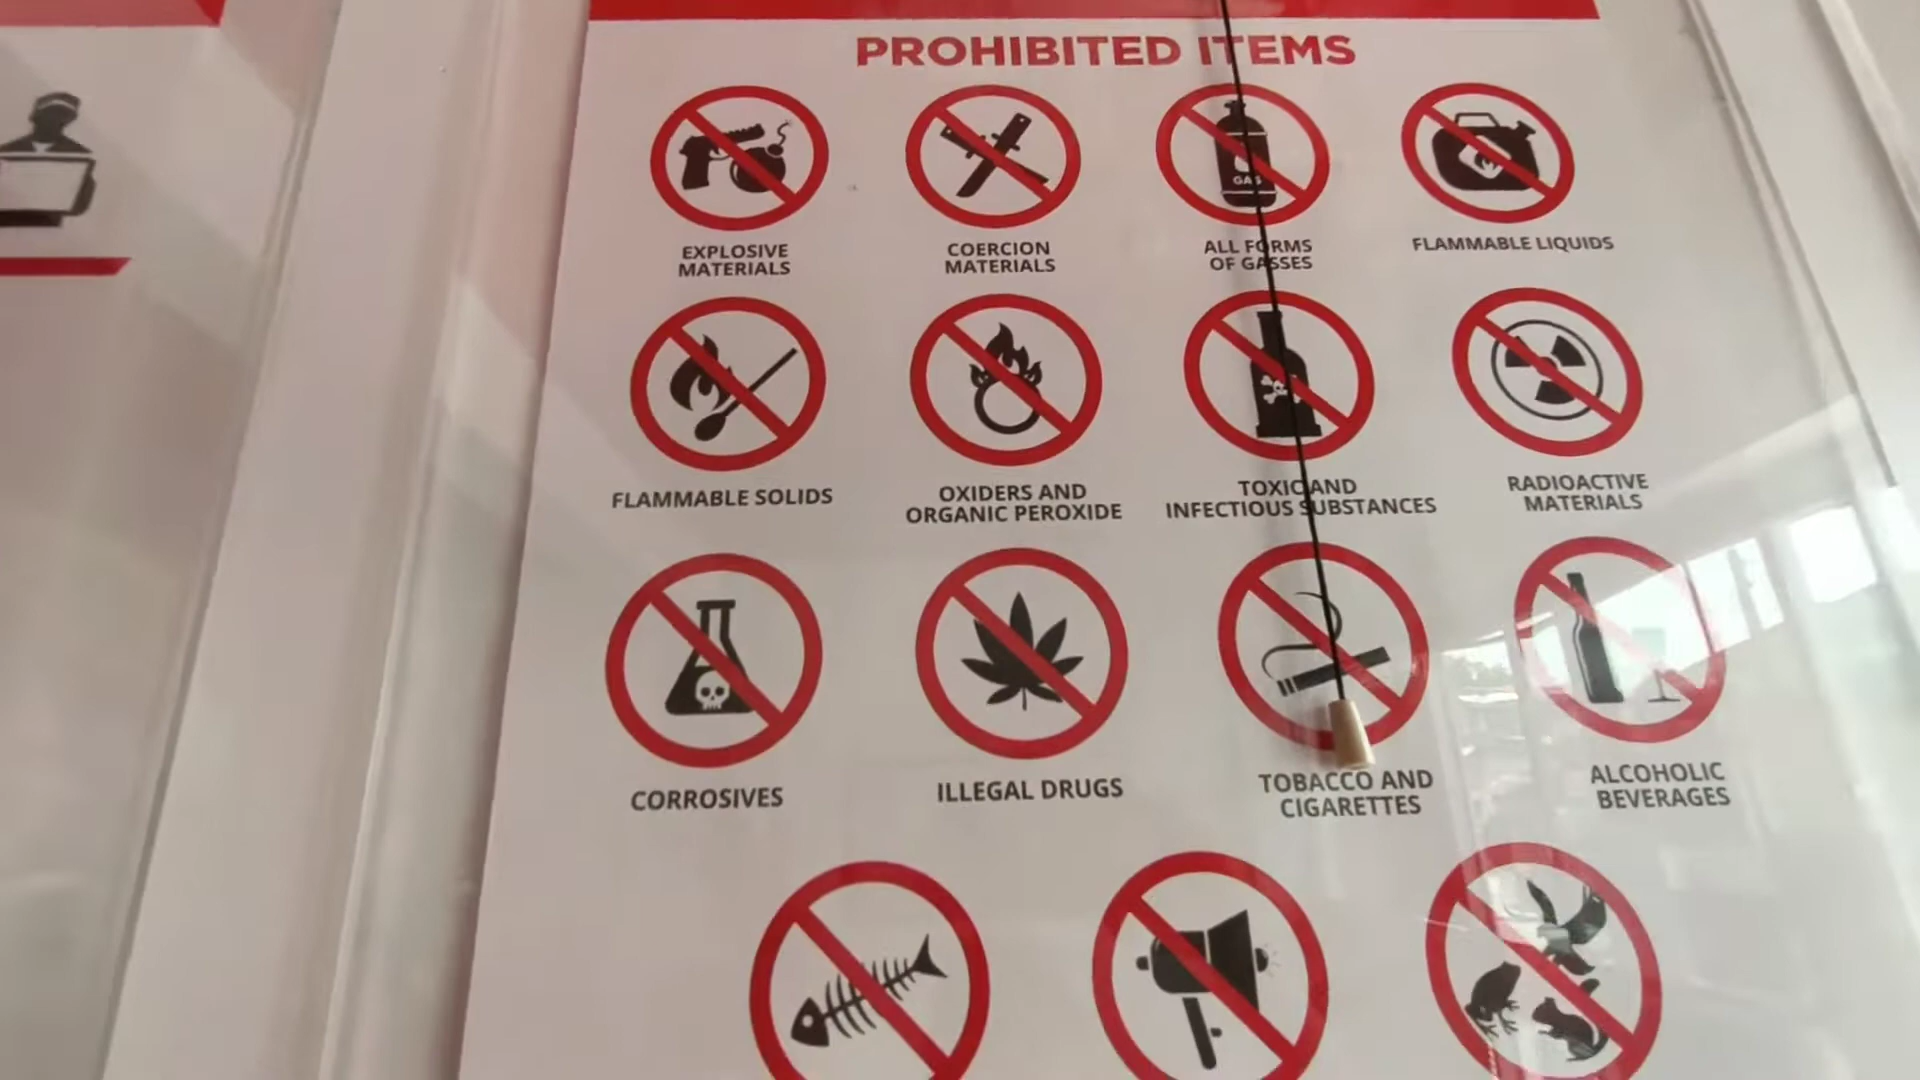 PROHIBITED ITEMS
GAS
EXPLOSIVE
MATERIALS
COERCION
MATERIALS
ALL FORMS
OF GASSES
FLAMMABLE LIQUIDS
FLAMMABLE SOLIDS
OXIDERS AND
ORGANIC PEROXIDE
TOXIC AND
INFECTIOUS SUBSTANCES
RADIOACTIVE
MATERIALS
CORROSIVES
ILLEGAL DRUGS
TOBACCO AND
CIGARETTES
ALCOHOLIC
BEVERAGES